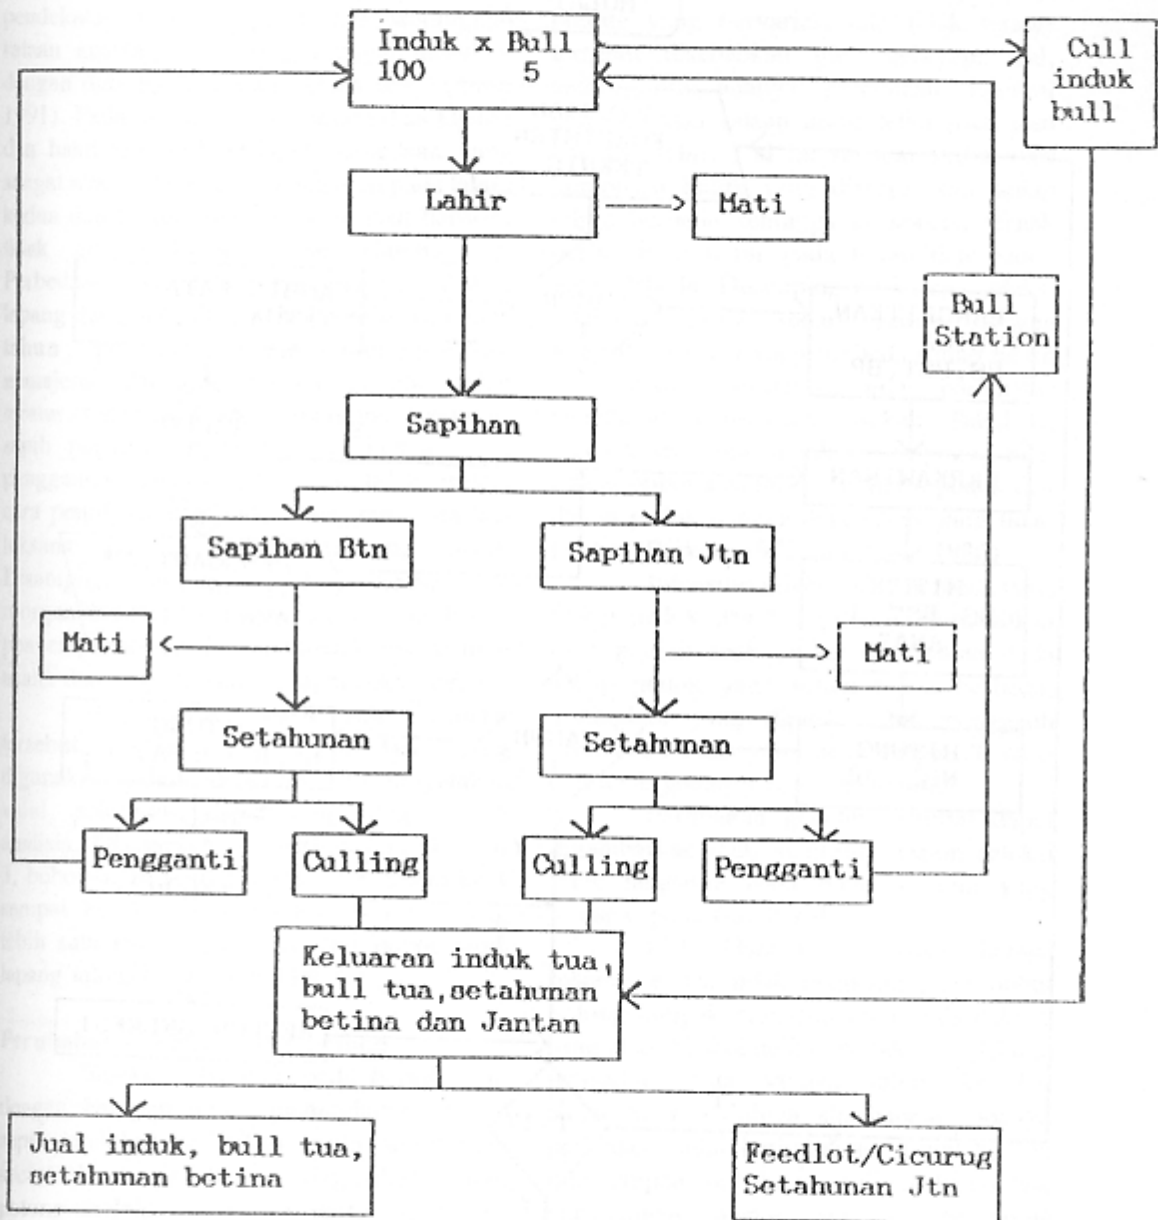 Induk x Bull
100 5
Cull
induk
bull
Lahir
Mati
Bull
Station
Sapihan
Sapihan Btn
Sapihan Jtn
Mati
Mati
Setahunan
Setahunan
Pengganti
Culling
Culling
Pengganti
Keluaran induk tua,
bull tua, setahunan
betina dan Jantan
Jual induk, bull tua,
setahunan betina
Feedlot/Cicurug
Setahunan Jtn